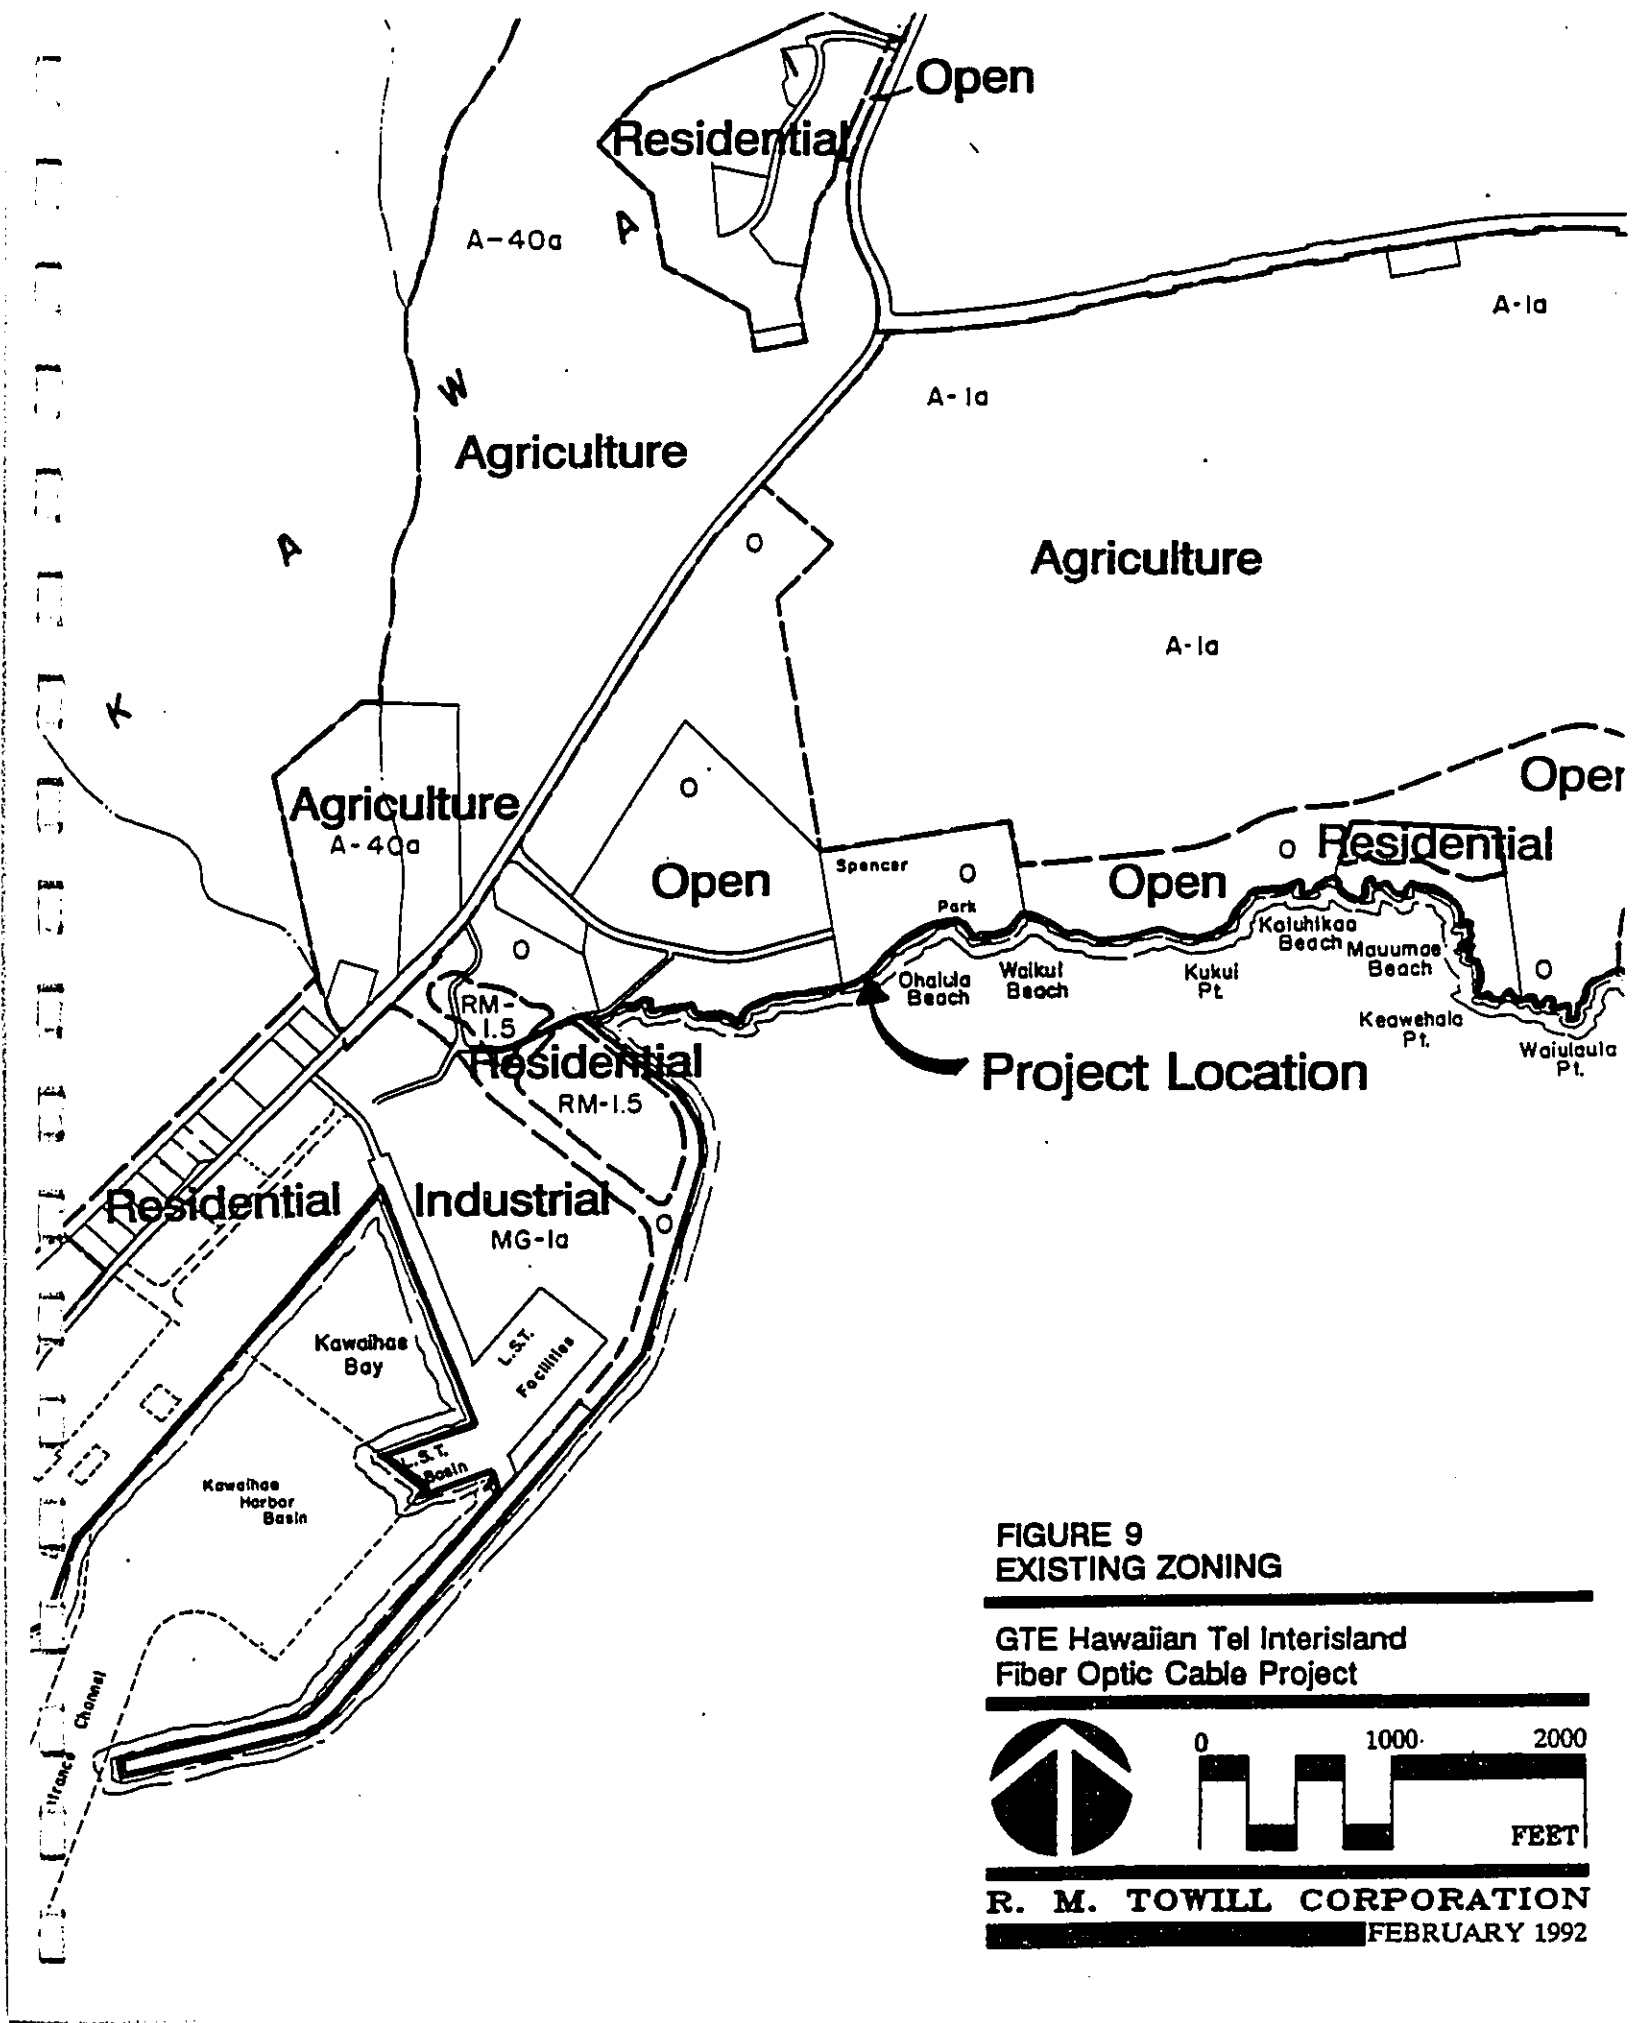 Open
Residential
A-40a
A
A-1a
W
A-1a
Agriculture
O
A
Agriculture
A-1a
K
Open
O
Agriculture
A-40a
O
Residential
Spencer
O
Open
Open
Park
O
Kaluhikaa
Beach
Mauumae
Beach
O
Ohalula
Beach
Waikui
Beach
Kukui
Pt.
RM-
1.5
Keawehala
Pt.
Waiulaula
Pt.
Residential
RM-1.5
Project Location
Residential
Industrial
O
MG-1a
Kawaihae
Bay
L.S.T.
Facilities
L.S.T.
Basin
Kawaihae
Harbor
Basin
Channel
FIGURE 9
EXISTING ZONING
GTE Hawaiian Tel Interisland
Fiber Optic Cable Project
0 1000 2000
FEET
R. M. TOWILL CORPORATION
FEBRUARY 1992